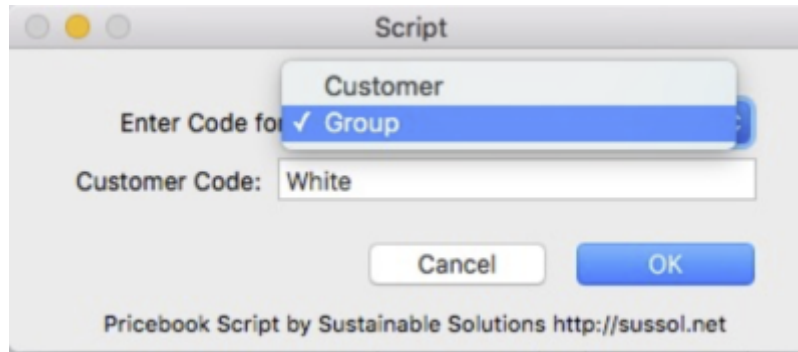 Script
Customer
Enter Code fo ✓ Group
Customer Code: White
Cancel OK
Pricebook Script by Sustainable Solutions http://sussol.net